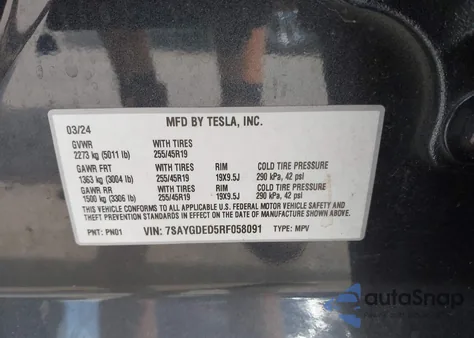 MFD BY TESLA, INC.
03/24
GVWR WITH TIRES
2273 kg (5011 lb) 255/45R19
GAWR FRT WITH TIRES RIM COLD TIRE PRESSURE
1363 kg (3004 lb) 255/45R19 19X9.5J 290 kPa, 42 psi
GAWR RR WITH TIRES RIM COLD TIRE PRESSURE
1500 kg (3306 lb) 255/45R19 19X9.5J 290 kPa, 42 psi
THIS VEHICLE CONFORMS TO ALL APPLICABLE U.S. FEDERAL MOTOR VEHICLE SAFETY AND
THEFT PREVENTION STANDARDS IN EFFECT ON DATE OF MANUFACTURE SHOWN ABOVE.
PNT: PN01 VIN: 7SAYGDED5RF058091 TYPE: MPV
autoSnap